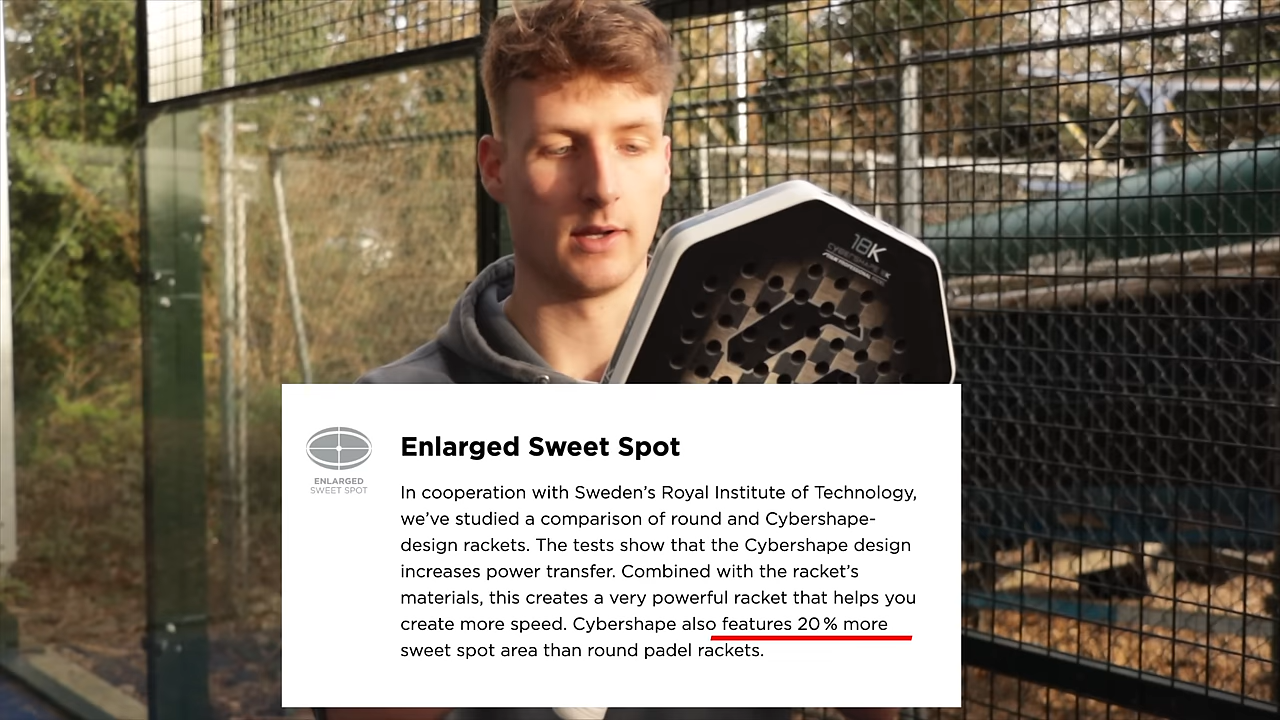 18K
CYBERSHAPE
Enlarged Sweet Spot
ENLARGED
SWEET SPOT
In cooperation with Sweden's Royal Institute of Technology,
we've studied a comparison of round and Cybershape-
design rackets. The tests show that the Cybershape design
increases power transfer. Combined with the racket's
materials, this creates a very powerful racket that helps you
create more speed. Cybershape also features 20 % more
sweet spot area than round padel rackets.